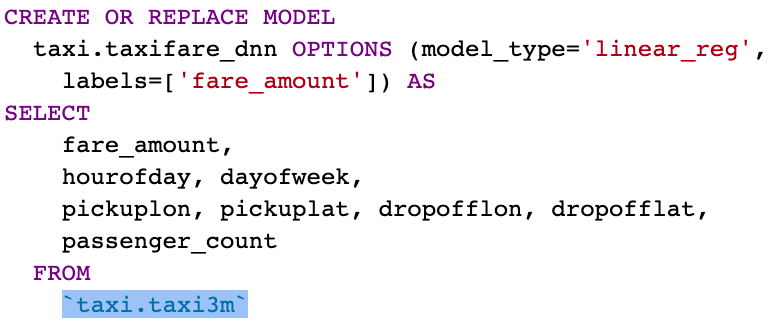 CREATE OR REPLACE MODEL
taxi.taxifare_dnn OPTIONS (model_type='linear_reg',
labels=['fare_amount']) AS
SELECT
fare_amount,
hourofday, dayofweek,
pickuplon, pickuplat, dropofflon, dropofflat,
passenger_count
FROM
`taxi.taxi3m`